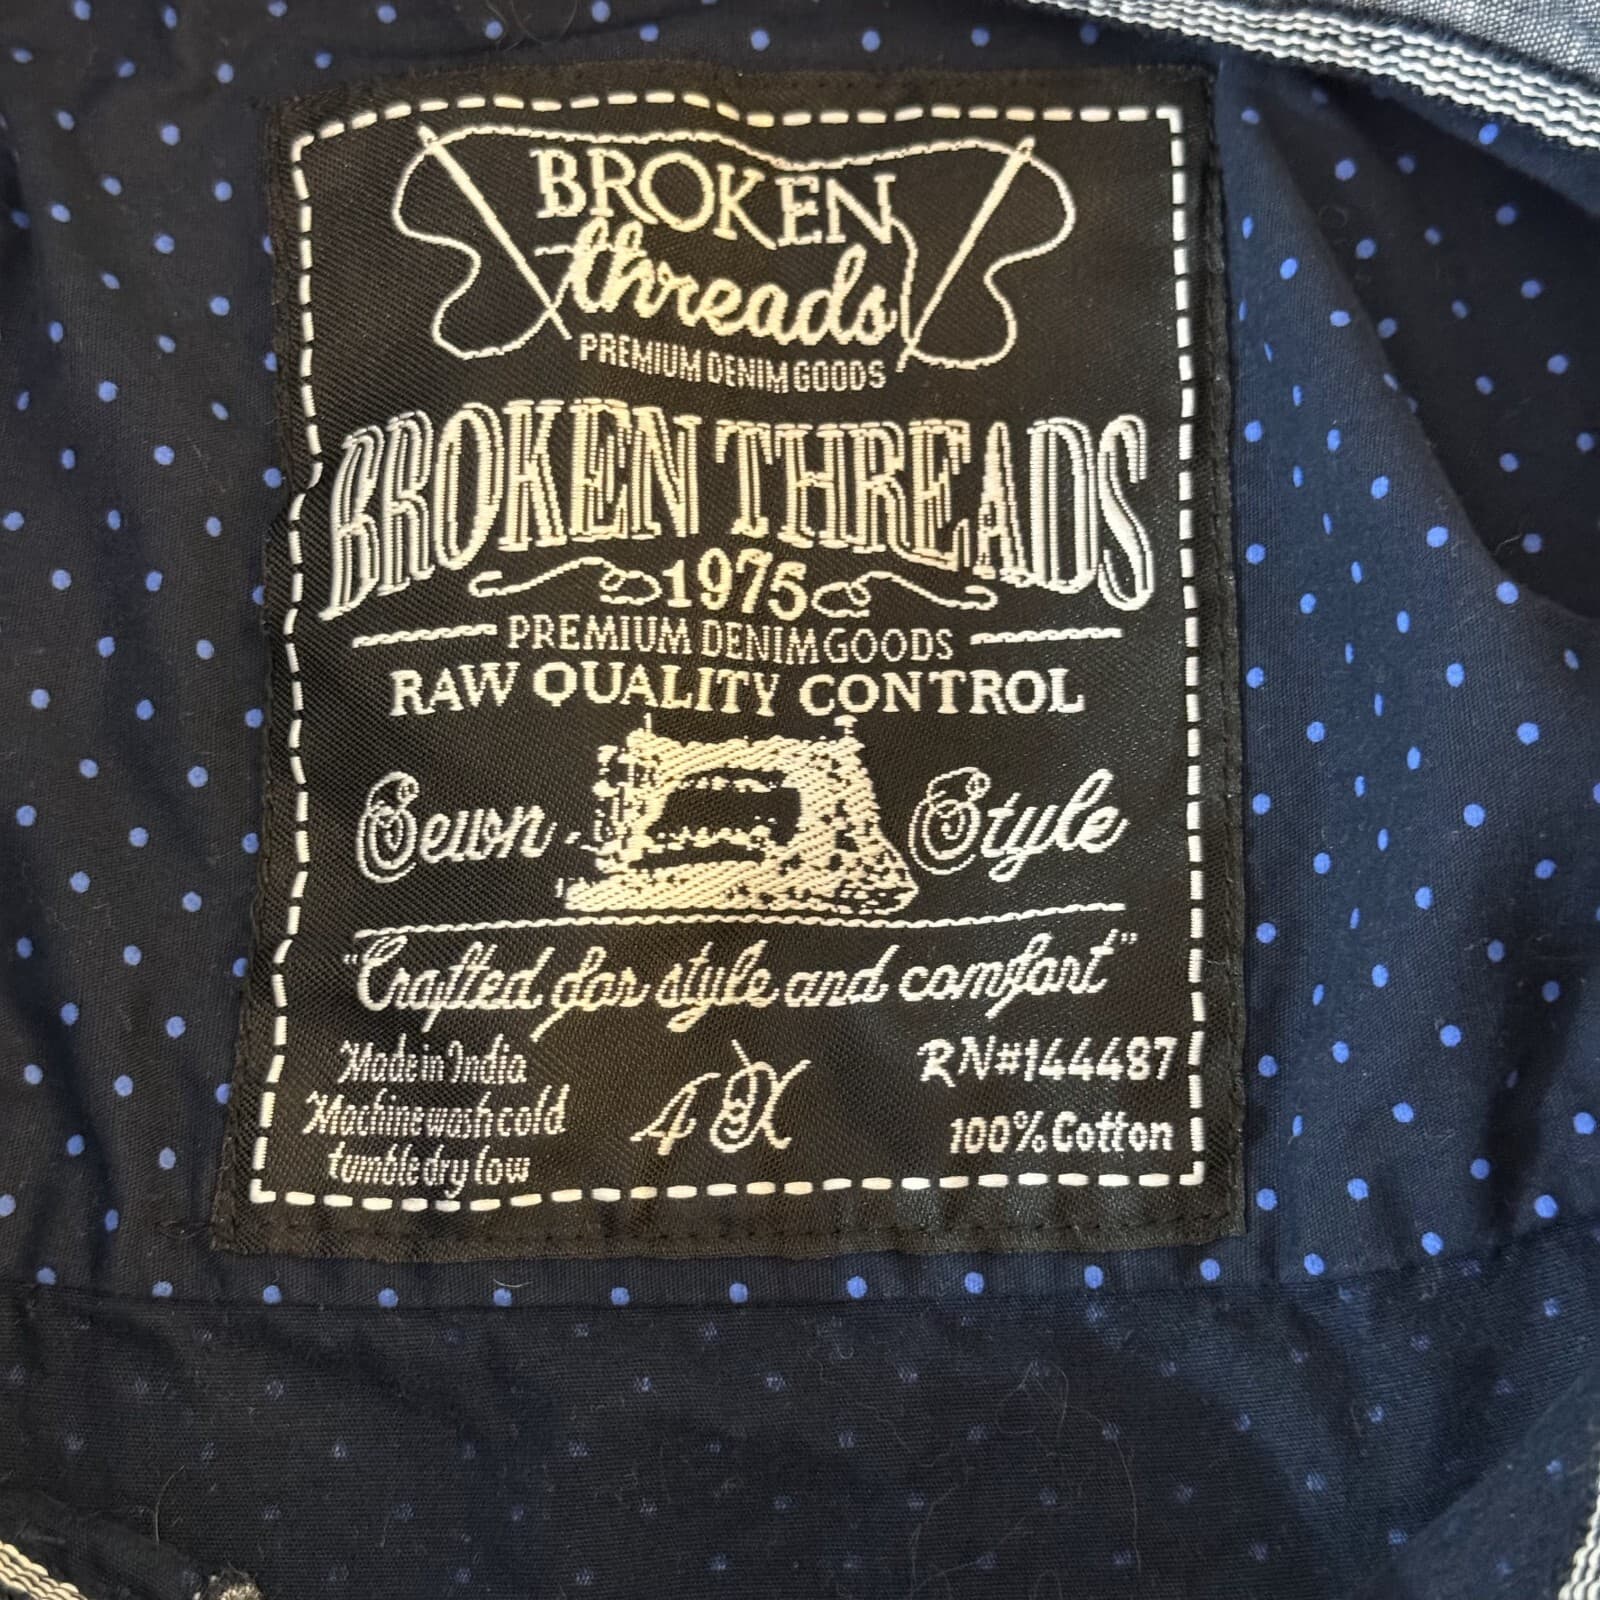 BROKEN
threads
PREMIUM DENIM GOODS
BROKEN THREADS
1975
PREMIUM DENIM GOODS
RAW QUALITY CONTROL
Sewn Style
"Crafted for style and comfort"
Made in India
Machine wash cold
tumble dry low
4X
RN#144487
100% Cotton